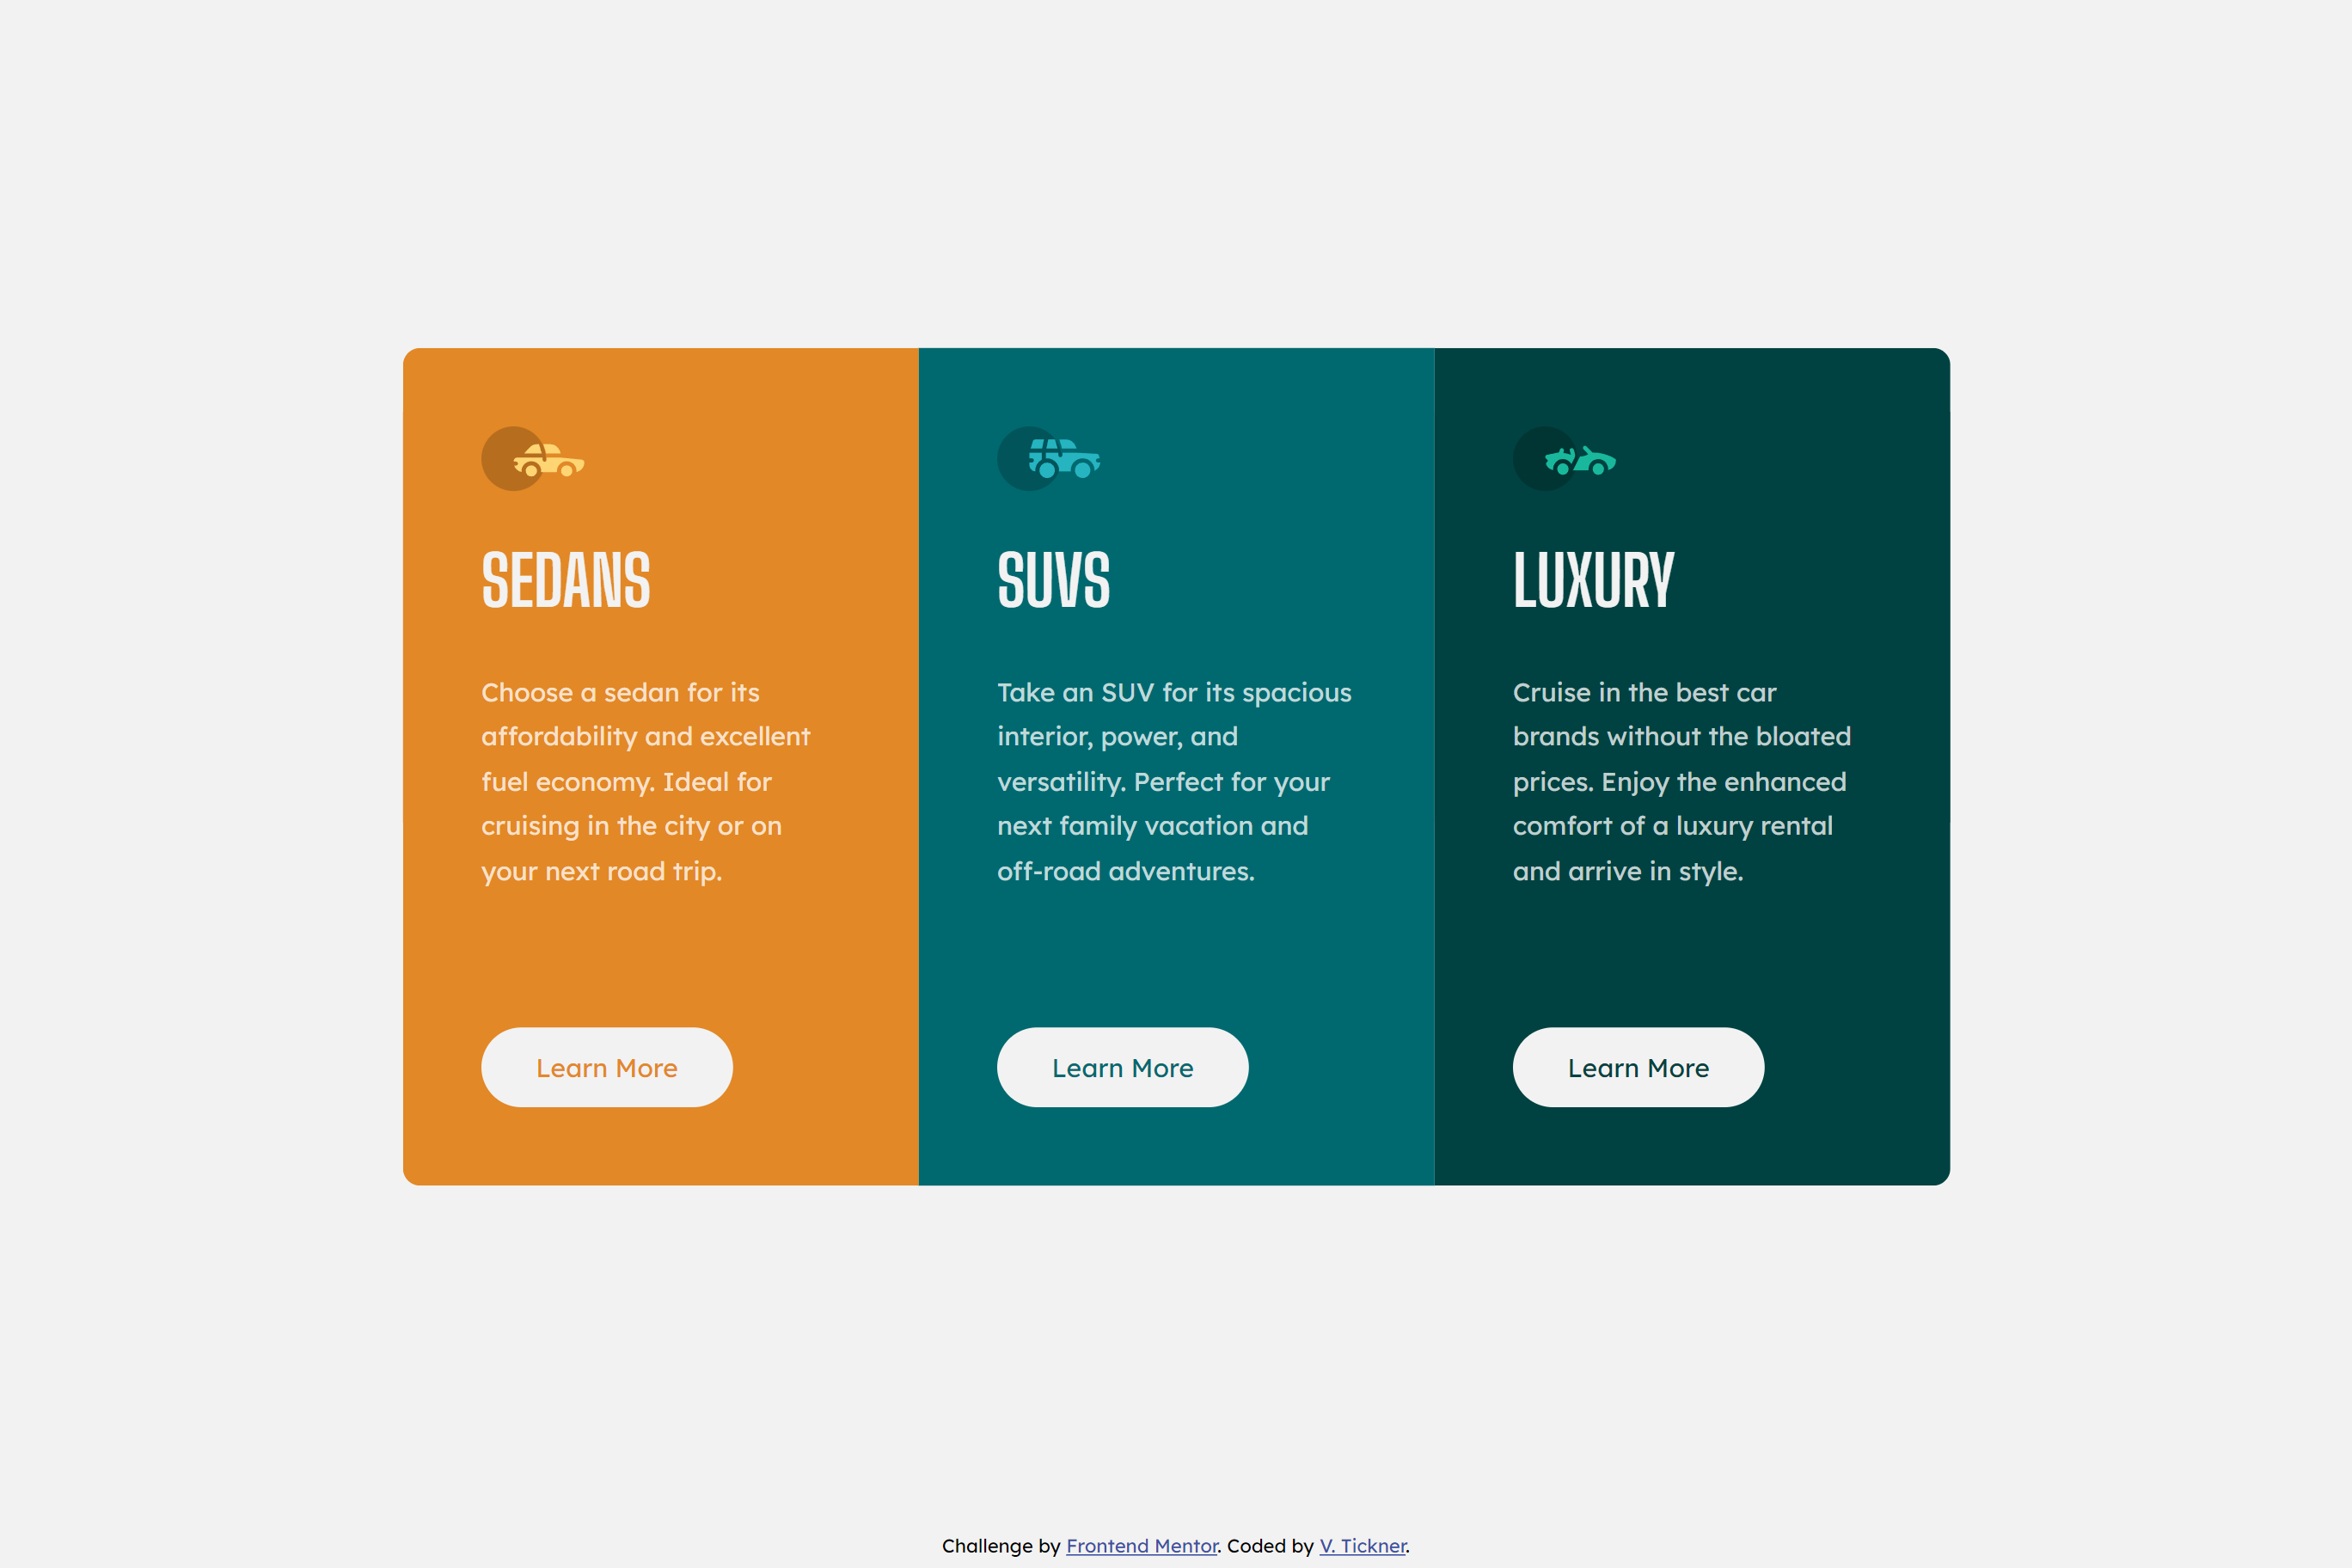 SEDANS
Choose a sedan for its
affordability and excellent
fuel economy. Ideal for
cruising in the city or on
your next road trip.
Learn More
SUVS
Take an SUV for its spacious
interior, power, and
versatility. Perfect for your
next family vacation and
off-road adventures.
Learn More
LUXURY
Cruise in the best car
brands without the bloated
prices. Enjoy the enhanced
comfort of a luxury rental
and arrive in style.
Learn More
Challenge by Frontend Mentor. Coded by V. Tickner.